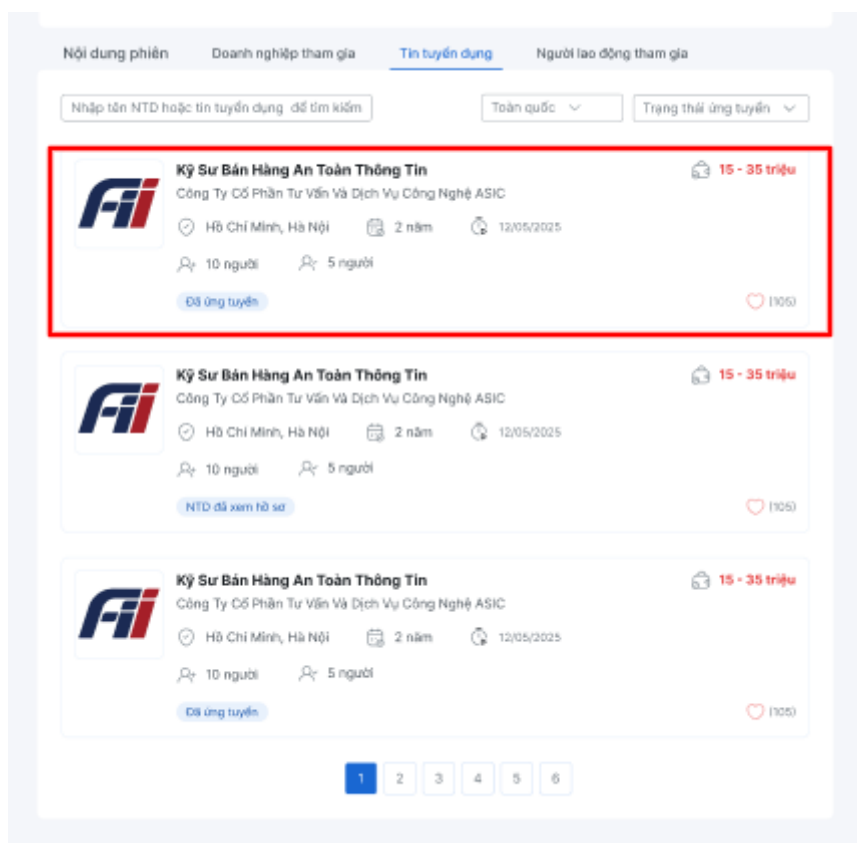 Nội dung phiên Doanh nghiệp tham gia Tin tuyển dụng Người lao động tham gia
Nhập tên NTD hoặc tin tuyển dụng để tìm kiếm Toàn quốc Trạng thái ứng tuyển
Kỹ Sư Bán Hàng An Toàn Thông Tin 15 - 35 triệu
Công Ty Cổ Phần Tư Vấn Và Dịch Vụ Công Nghệ ASIC
Hồ Chí Minh, Hà Nội 2 năm 12/05/2025
10 người 5 người
Đã ứng tuyển (105)
Kỹ Sư Bán Hàng An Toàn Thông Tin 15 - 35 triệu
Công Ty Cổ Phần Tư Vấn Và Dịch Vụ Công Nghệ ASIC
Hồ Chí Minh, Hà Nội 2 năm 12/05/2025
10 người 5 người
NTD đã xem hồ sơ (105)
Kỹ Sư Bán Hàng An Toàn Thông Tin 15 - 35 triệu
Công Ty Cổ Phần Tư Vấn Và Dịch Vụ Công Nghệ ASIC
Hồ Chí Minh, Hà Nội 2 năm 12/05/2025
10 người 5 người
Đã ứng tuyển (105)
1 2 3 4 5 6